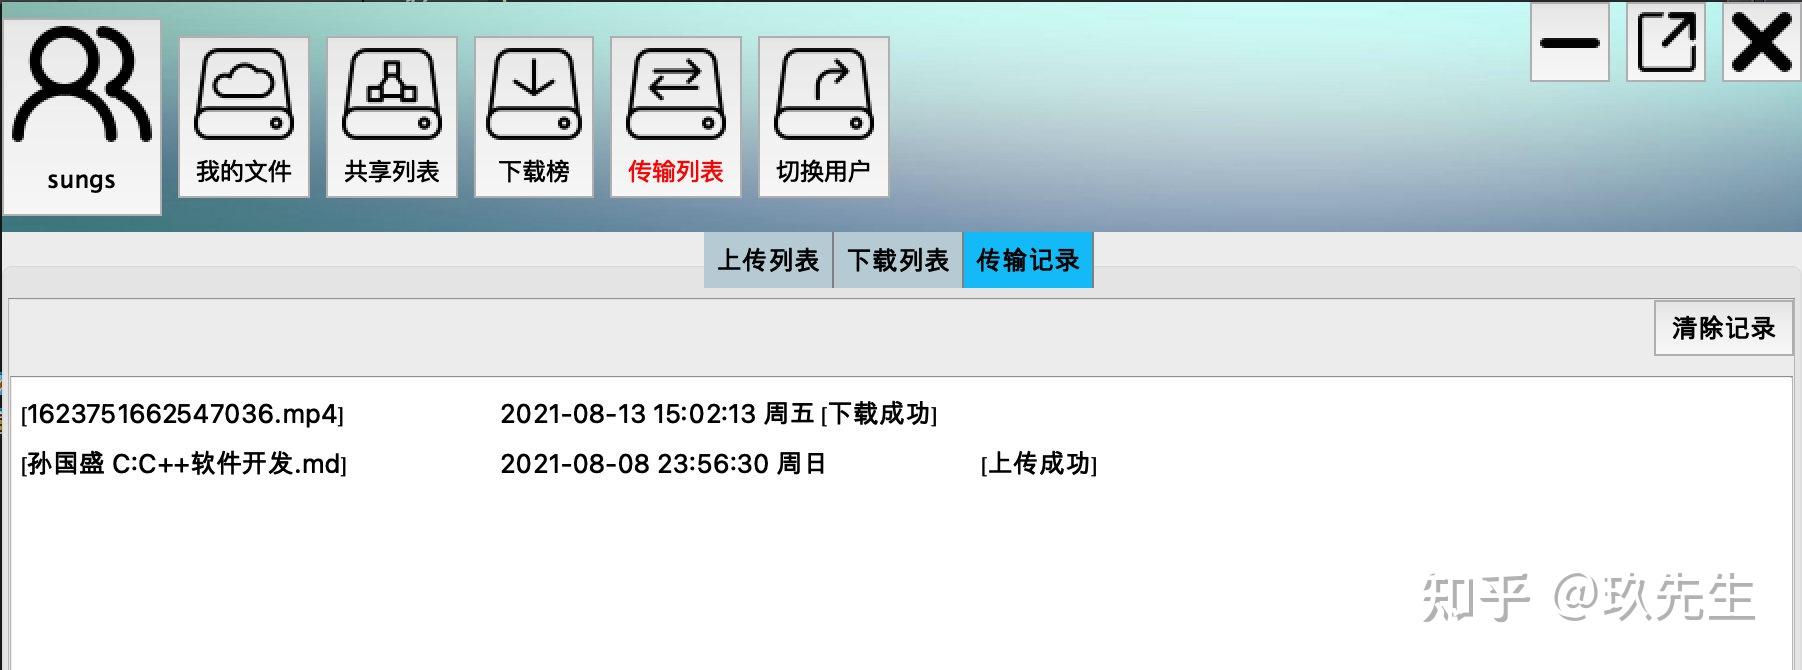 sungs
我的文件
共享列表
下载榜
传输列表
切换用户
上传列表 下载列表 传输记录
清除记录
[1623751662547036.mp4] 2021-08-13 15:02:13 周五 [下载成功]
[孙国盛 C:C++软件开发.md] 2021-08-08 23:56:30 周日 [上传成功]
知乎 @玖先生